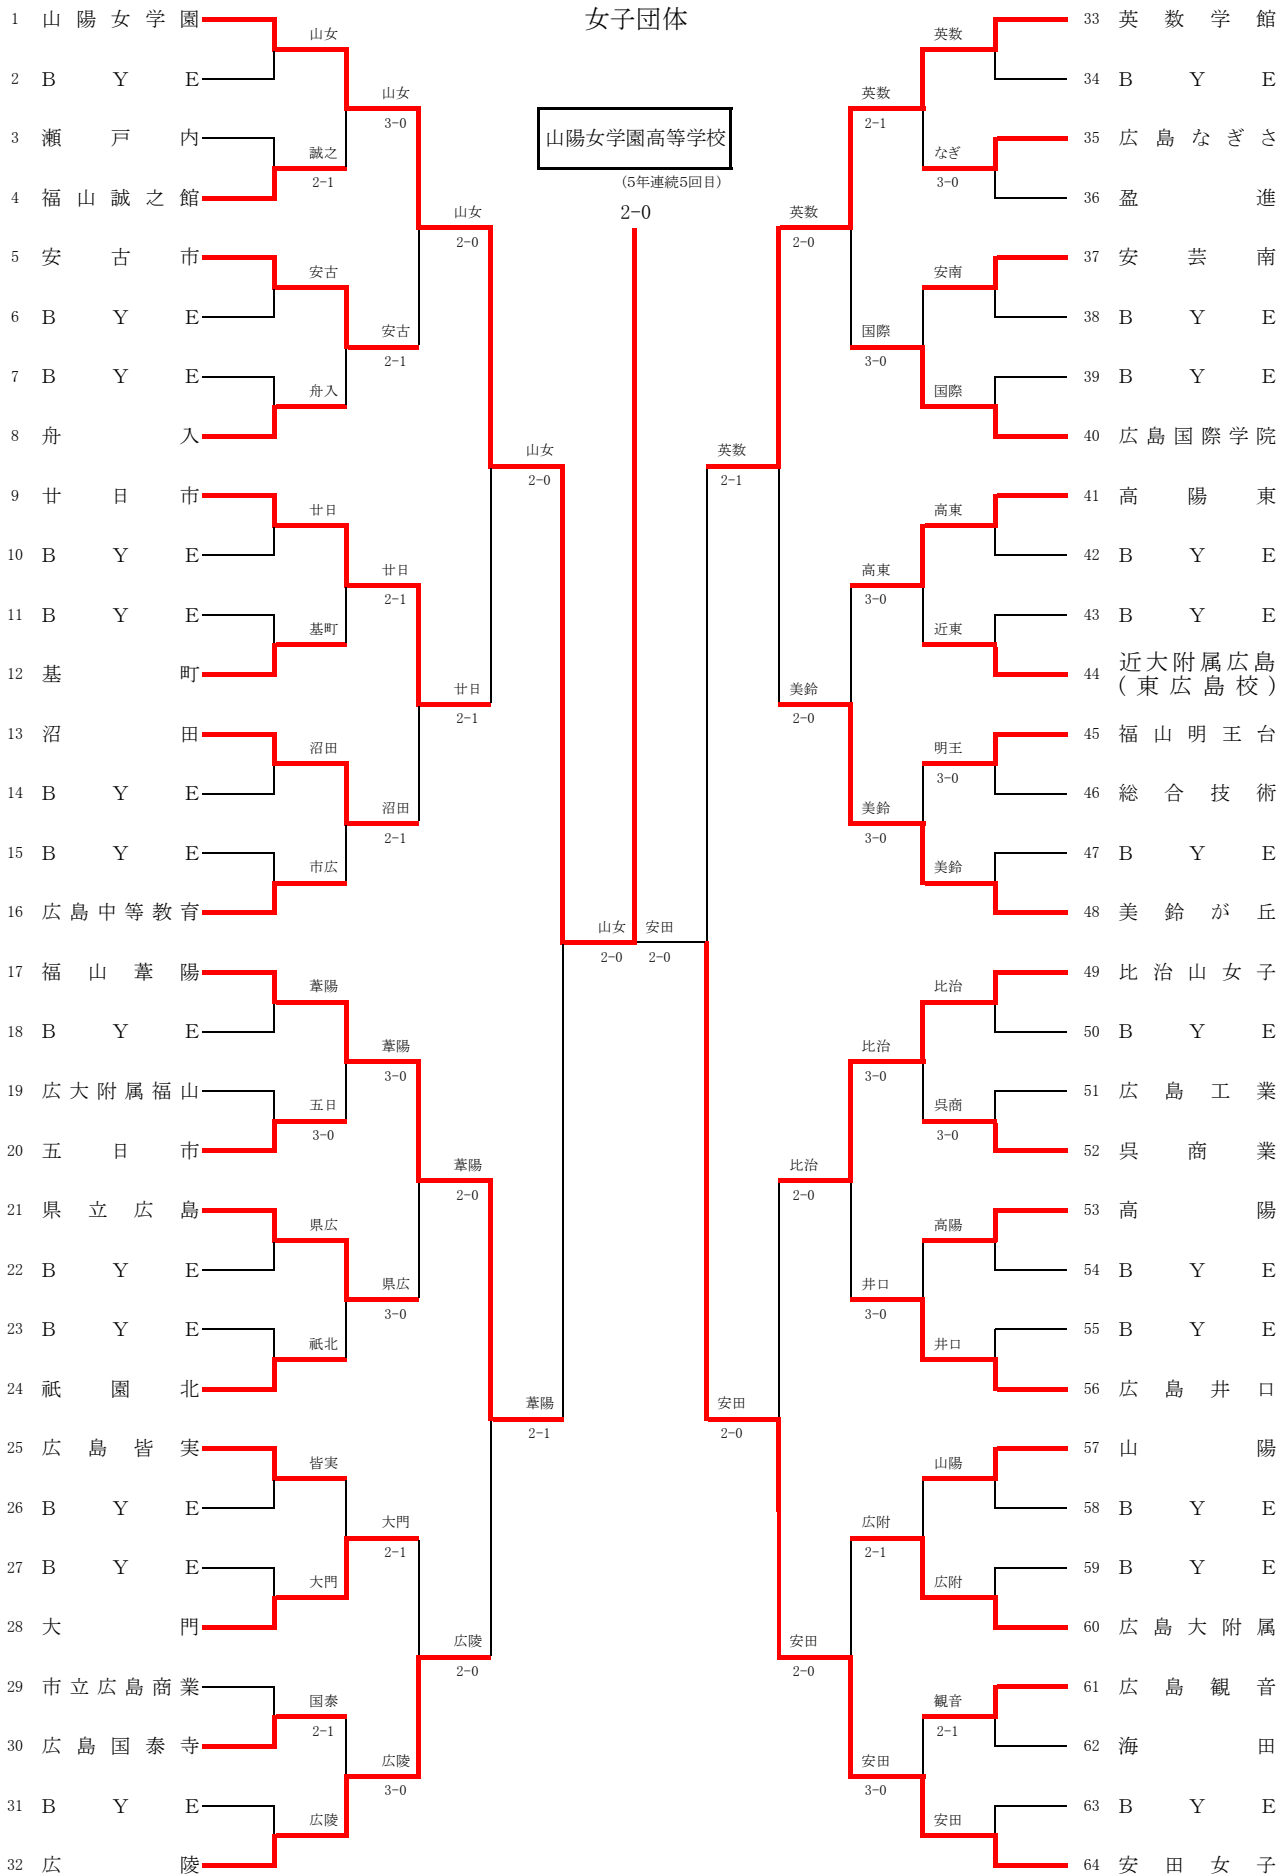 女子団体
山陽女学園高等学校
(5年連続5回目)
2-0
1 山陽女学園
2 BYE
3 瀬戸内
4 福山誠之館
5 安古市
6 BYE
7 BYE
8 舟入
9 廿日市
10 BYE
11 BYE
12 基町
13 沼田
14 BYE
15 BYE
16 広島中等教育
17 福山葦陽
18 BYE
19 広大附属福山
20 五日市
21 県立広島
22 BYE
23 BYE
24 祇園北
25 広島皆実
26 BYE
27 BYE
28 大門
29 市立広島商業
30 広島国泰寺
31 BYE
32 広陵
山女
誠之
2-1
安古
舟入
廿日
基町
沼田
市広
葦陽
五日
3-0
県広
祇北
皆実
大門
国泰
2-1
広陵
山女
3-0
安古
2-1
廿日
2-1
沼田
2-1
葦陽
3-0
県広
3-0
大門
2-1
広陵
3-0
山女
2-0
廿日
2-1
葦陽
2-0
広陵
2-0
山女
2-0
葦陽
2-1
山女
2-0
安田
2-0
英数
2-1
安田
2-0
英数
2-0
美鈴
2-0
比治
2-0
安田
2-0
英数
2-1
国際
3-0
高東
3-0
美鈴
3-0
比治
3-0
井口
3-0
広附
2-1
安田
3-0
英数
なぎ
3-0
安南
国際
高東
近東
明王
3-0
美鈴
比治
呉商
3-0
高陽
井口
山陽
広附
観音
2-1
安田
33 英数学館
34 BYE
35 広島なぎさ
36 盈進
37 安芸南
38 BYE
39 BYE
40 広島国際学院
41 高陽東
42 BYE
43 BYE
44 近大附属広島
(東広島校)
45 福山明王台
46 総合技術
47 BYE
48 美鈴が丘
49 比治山女子
50 BYE
51 広島工業
52 呉商業
53 高陽
54 BYE
55 BYE
56 広島井口
57 山陽
58 BYE
59 BYE
60 広島大附属
61 広島観音
62 海田
63 BYE
64 安田女子